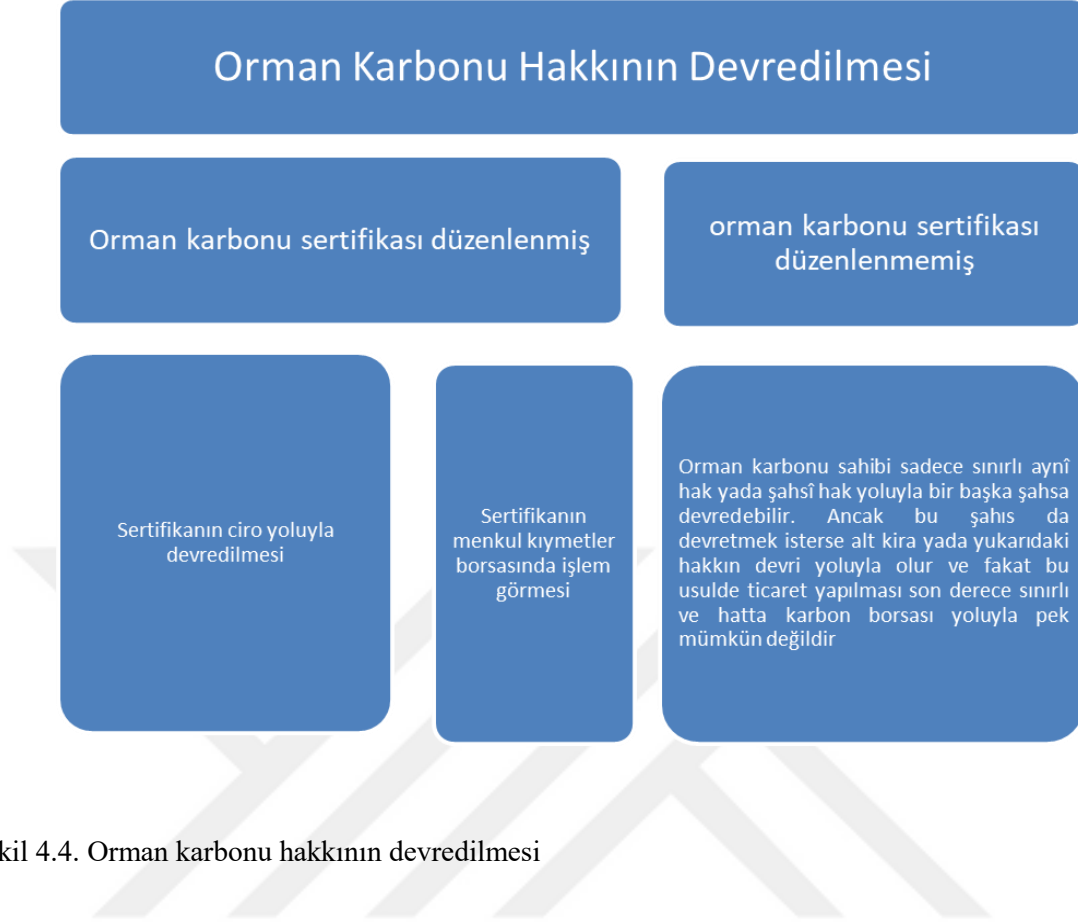 Orman Karbonu Hakkının Devredilmesi
Orman karbonu sertifikası düzenlenmiş
orman karbonu sertifikası
düzenlenmemiş
Sertifikanın ciro yoluyla
devredilmesi
Sertifikanın
menkul kıymetler
borsasında işlem
görmesi
Orman karbonu sahibi sadece sınırlı aynî
hak yada şahsî hak yoluyla bir başka şahsa
devredebilir. Ancak bu şahıs da
devretmek isterse alt kira yada yukarıdaki
hakkın devri yoluyla olur ve fakat bu
usulde ticaret yapılması son derece sınırlı
ve hatta karbon borsası yoluyla pek
mümkün değildir
kil 4.4. Orman karbonu hakkının devredilmesi